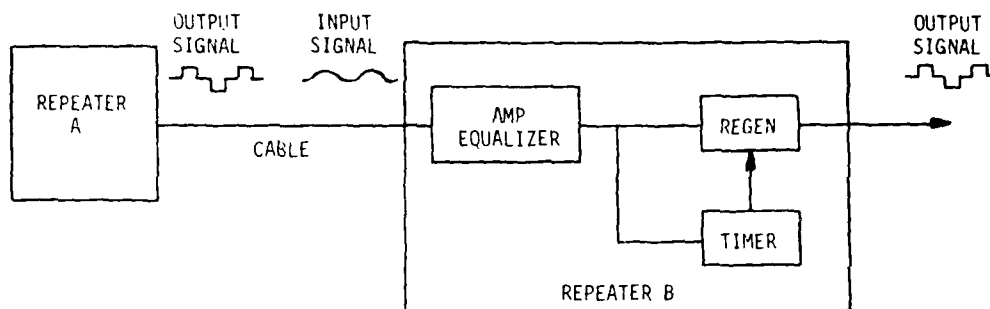 OUTPUT
SIGNAL
INPUT
SIGNAL
OUTPUT
SIGNAL
REPEATER
A
CABLE
AMP
EQUALIZER
REGEN
TIMER
REPEATER B